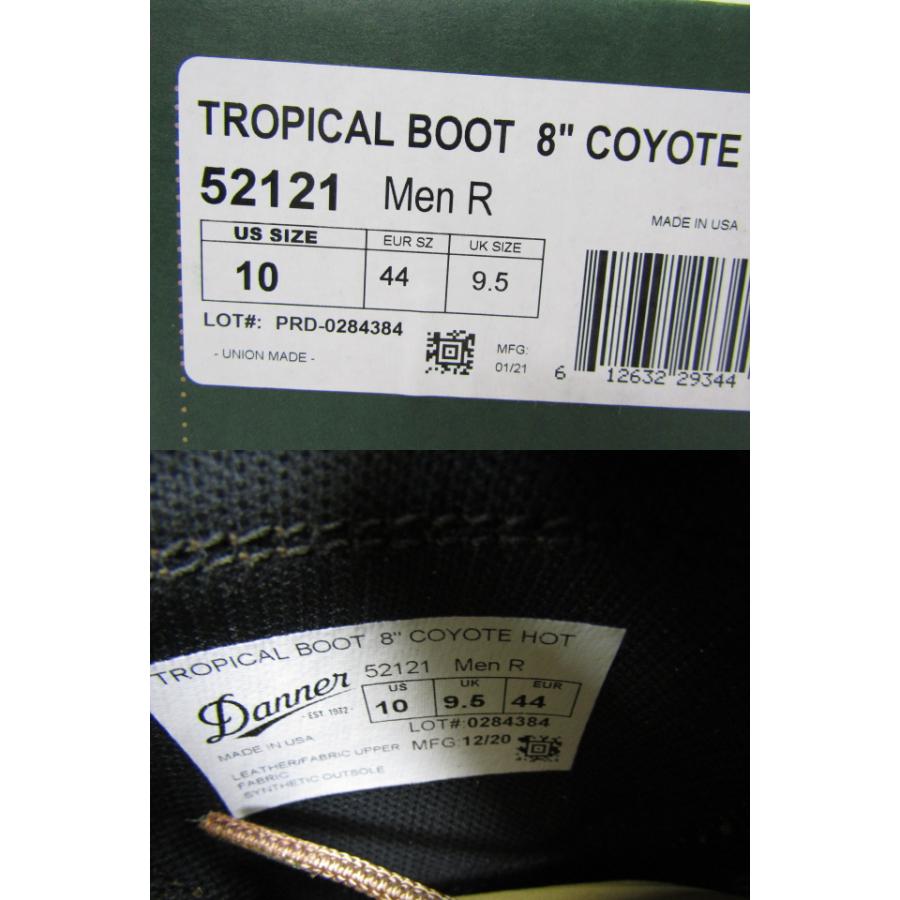 TROPICAL BOOT 8" COYOTE
52121 Men R
MADE IN USA
US SIZE EUR SZ UK SIZE
10 44 9.5
LOT#: PRD-0284384
- UNION MADE -
MFG:
01/21
6 12632 29344
TROPICAL BOOT 8" COYOTE HOT
52121 Men R
Danner
- EST. 1932 -
US UK EUR
10 9.5 44
LOT#:0284384
MADE IN USA
MFG:12/20
LEATHER/FABRIC UPPER
FABRIC
SYNTHETIC OUTSOLE